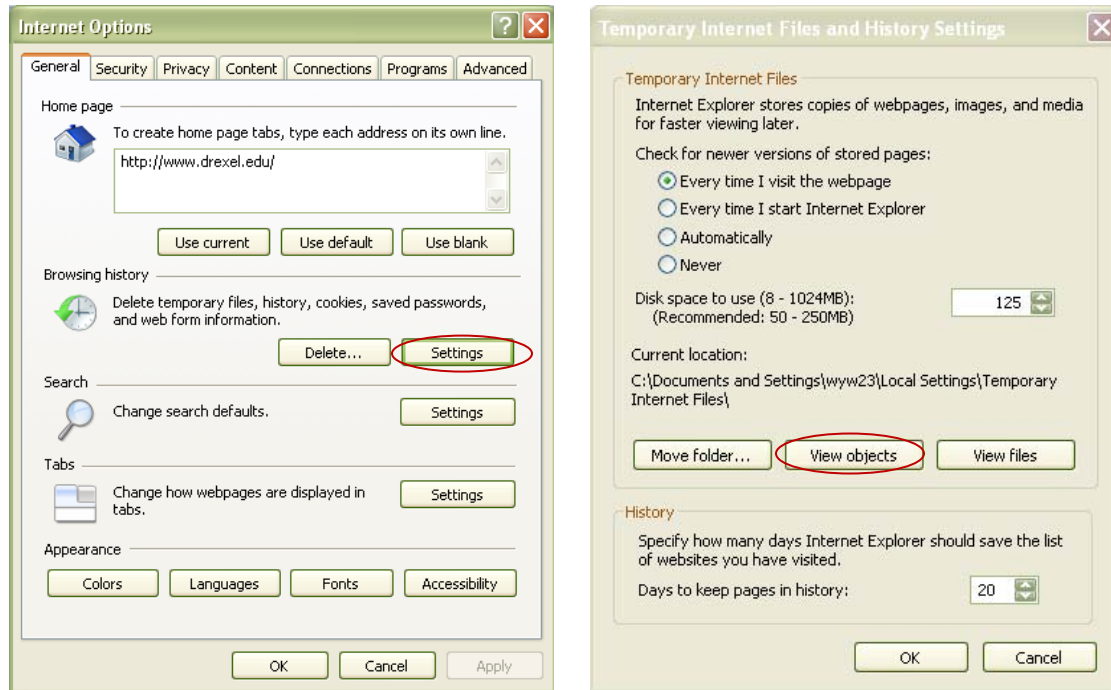 Internet Options
General Security Privacy Content Connections Programs Advanced
Home page
To create home page tabs, type each address on its own line.
http://www.drexel.edu/
Use current Use default Use blank
Browsing history
Delete temporary files, history, cookies, saved passwords,
and web form information.
Delete... Settings
Search
Change search defaults.
Settings
Tabs
Change how webpages are displayed in
tabs.
Settings
Appearance
Colors Languages Fonts Accessibility
OK Cancel Apply
Temporary Internet Files and History Settings
Temporary Internet Files
Internet Explorer stores copies of webpages, images, and media
for faster viewing later.
Check for newer versions of stored pages:
Every time I visit the webpage
Every time I start Internet Explorer
Automatically
Never
Disk space to use (8 - 1024MB): 125
(Recommended: 50 - 250MB)
Current location:
C:\Documents and Settings\wyw23\Local Settings\Temporary
Internet Files\
Move folder... View objects View files
History
Specify how many days Internet Explorer should save the list
of websites you have visited.
Days to keep pages in history: 20
OK Cancel